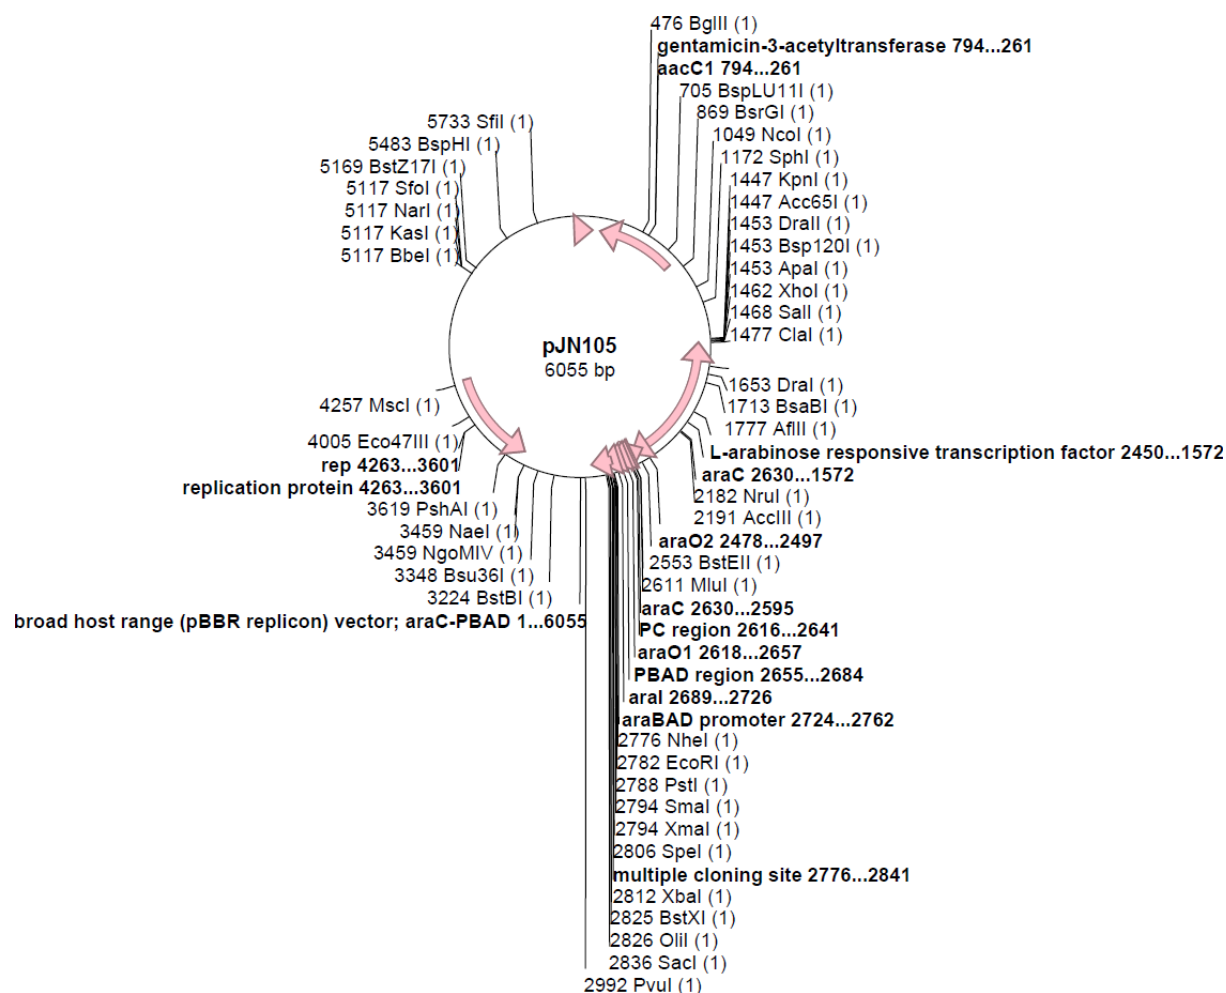 476 BglII (1)
gentamicin-3-acetyltransferase 794...261
aacC1 794...261
705 BspLU11I (1)
869 BsrGI (1)
1049 NcoI (1)
1172 SphI (1)
1447 KpnI (1)
1447 Acc65I (1)
1453 DraII (1)
1453 Bsp120I (1)
1453 ApaI (1)
1462 XhoI (1)
1468 SalI (1)
1477 ClaI (1)
5733 SfiI (1)
5483 BspHI (1)
5169 BstZ17I (1)
5117 SfoI (1)
5117 NarI (1)
5117 KasI (1)
5117 BbeI (1)
pJN105
6055 bp
1653 DraI (1)
1713 BsaBI (1)
1777 AflII (1)
L-arabinose responsive transcription factor 2450...1572
araC 2630...1572
2182 NruI (1)
2191 AccIII (1)
araO2 2478...2497
2553 BstEII (1)
2611 MluI (1)
araC 2630...2595
PC region 2616...2641
araO1 2618...2657
PBAD region 2655...2684
araI 2689...2726
araBAD promoter 2724...2762
2776 NheI (1)
2782 EcoRI (1)
2788 PstI (1)
2794 SmaI (1)
2794 XmaI (1)
2806 SpeI (1)
multiple cloning site 2776...2841
2812 XbaI (1)
2825 BstXI (1)
2826 OliI (1)
2836 SacI (1)
2992 PvuI (1)
4257 MscI (1)
4005 Eco47III (1)
rep 4263...3601
replication protein 4263...3601
3619 PshAI (1)
3459 NaeI (1)
3459 NgoMIV (1)
3348 Bsu36I (1)
3224 BstBI (1)
broad host range (pBBR replicon) vector; araC-PBAD 1...6055